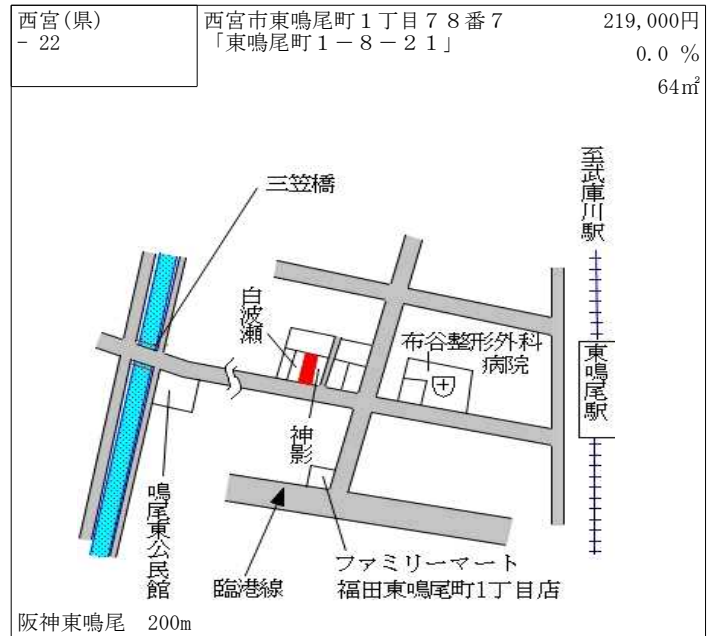 西宮(県)
- 22
西宮市東鳴尾町１丁目７８番７
「東鳴尾町１－８－２１」
219,000円
0.0 %
64㎡
三笠橋
至武庫川駅
白波瀬
布谷整形外科
病院
東鳴尾駅
神影
鳴尾東公民館
臨港線
ファミリーマート
福田東鳴尾町1丁目店
阪神東鳴尾 200m